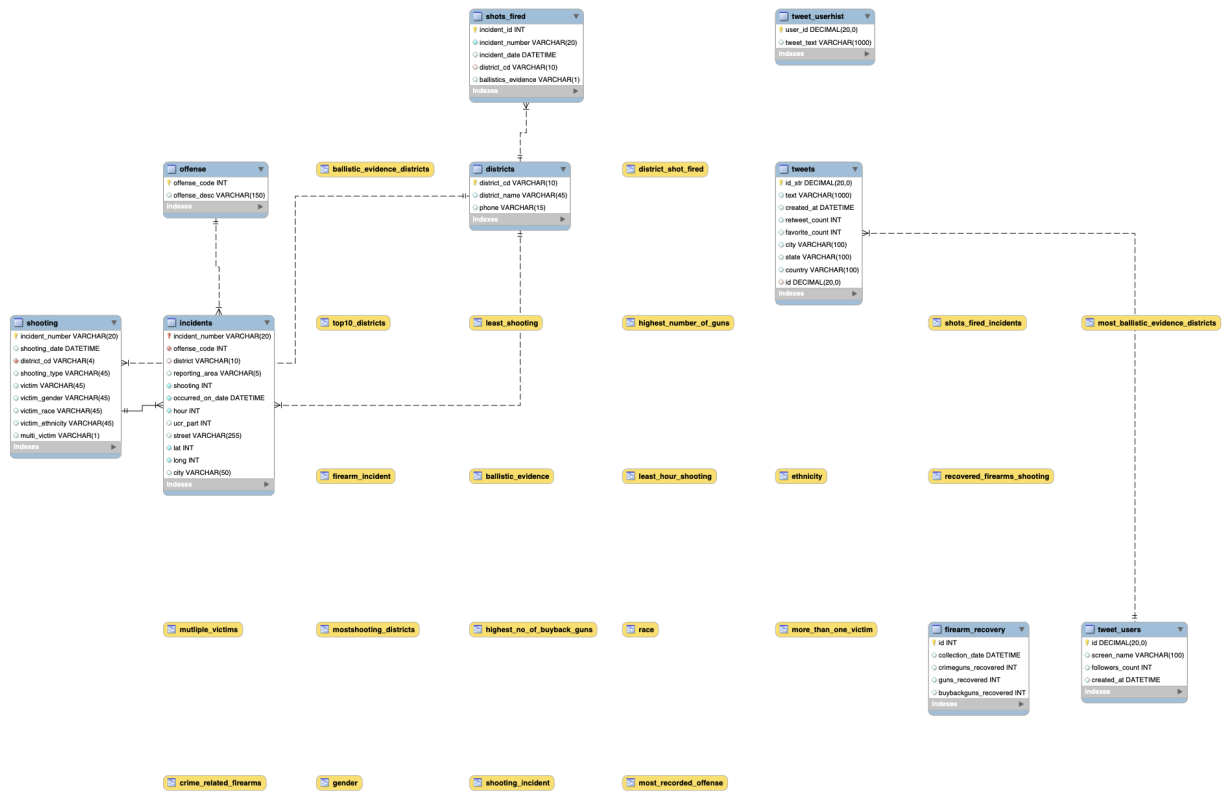 shots_fired
incident_id INT
incident_number VARCHAR(20)
incident_date DATETIME
district_cd VARCHAR(10)
ballistics_evidence VARCHAR(1)
Indexes
tweet_userhist
user_id DECIMAL(20,0)
tweet_text VARCHAR(1000)
Indexes
offense
offense_code INT
offense_desc VARCHAR(150)
Indexes
ballistic_evidence_districts
districts
district_cd VARCHAR(10)
district_name VARCHAR(45)
phone VARCHAR(15)
Indexes
district_shot_fired
tweets
id_str DECIMAL(20,0)
text VARCHAR(1000)
created_at DATETIME
retweet_count INT
favorite_count INT
city VARCHAR(100)
state VARCHAR(100)
country VARCHAR(100)
id DECIMAL(20,0)
Indexes
shooting
incident_number VARCHAR(20)
shooting_date DATETIME
district_cd VARCHAR(4)
shooting_type VARCHAR(45)
victim VARCHAR(45)
victim_gender VARCHAR(45)
victim_race VARCHAR(45)
victim_ethnicity VARCHAR(45)
multi_victim VARCHAR(1)
Indexes
incidents
incident_number VARCHAR(20)
offense_code INT
district VARCHAR(10)
reporting_area VARCHAR(5)
shooting INT
occurred_on_date DATETIME
hour INT
ucr_part INT
street VARCHAR(255)
lat INT
long INT
city VARCHAR(50)
Indexes
top10_districts
least_shooting
highest_number_of_guns
shots_fired_incidents
most_ballistic_evidence_districts
firearm_incident
ballistic_evidence
least_hour_shooting
ethnicity
recovered_firearms_shooting
mutliple_victims
mostshooting_districts
highest_no_of_buyback_guns
race
more_than_one_victim
firearm_recovery
id INT
collection_date DATETIME
crimeguns_recovered INT
guns_recovered INT
buybackguns_recovered INT
Indexes
tweet_users
id DECIMAL(20,0)
screen_name VARCHAR(100)
followers_count INT
created_at DATETIME
Indexes
crime_related_firearms
gender
shooting_incident
most_recorded_offense